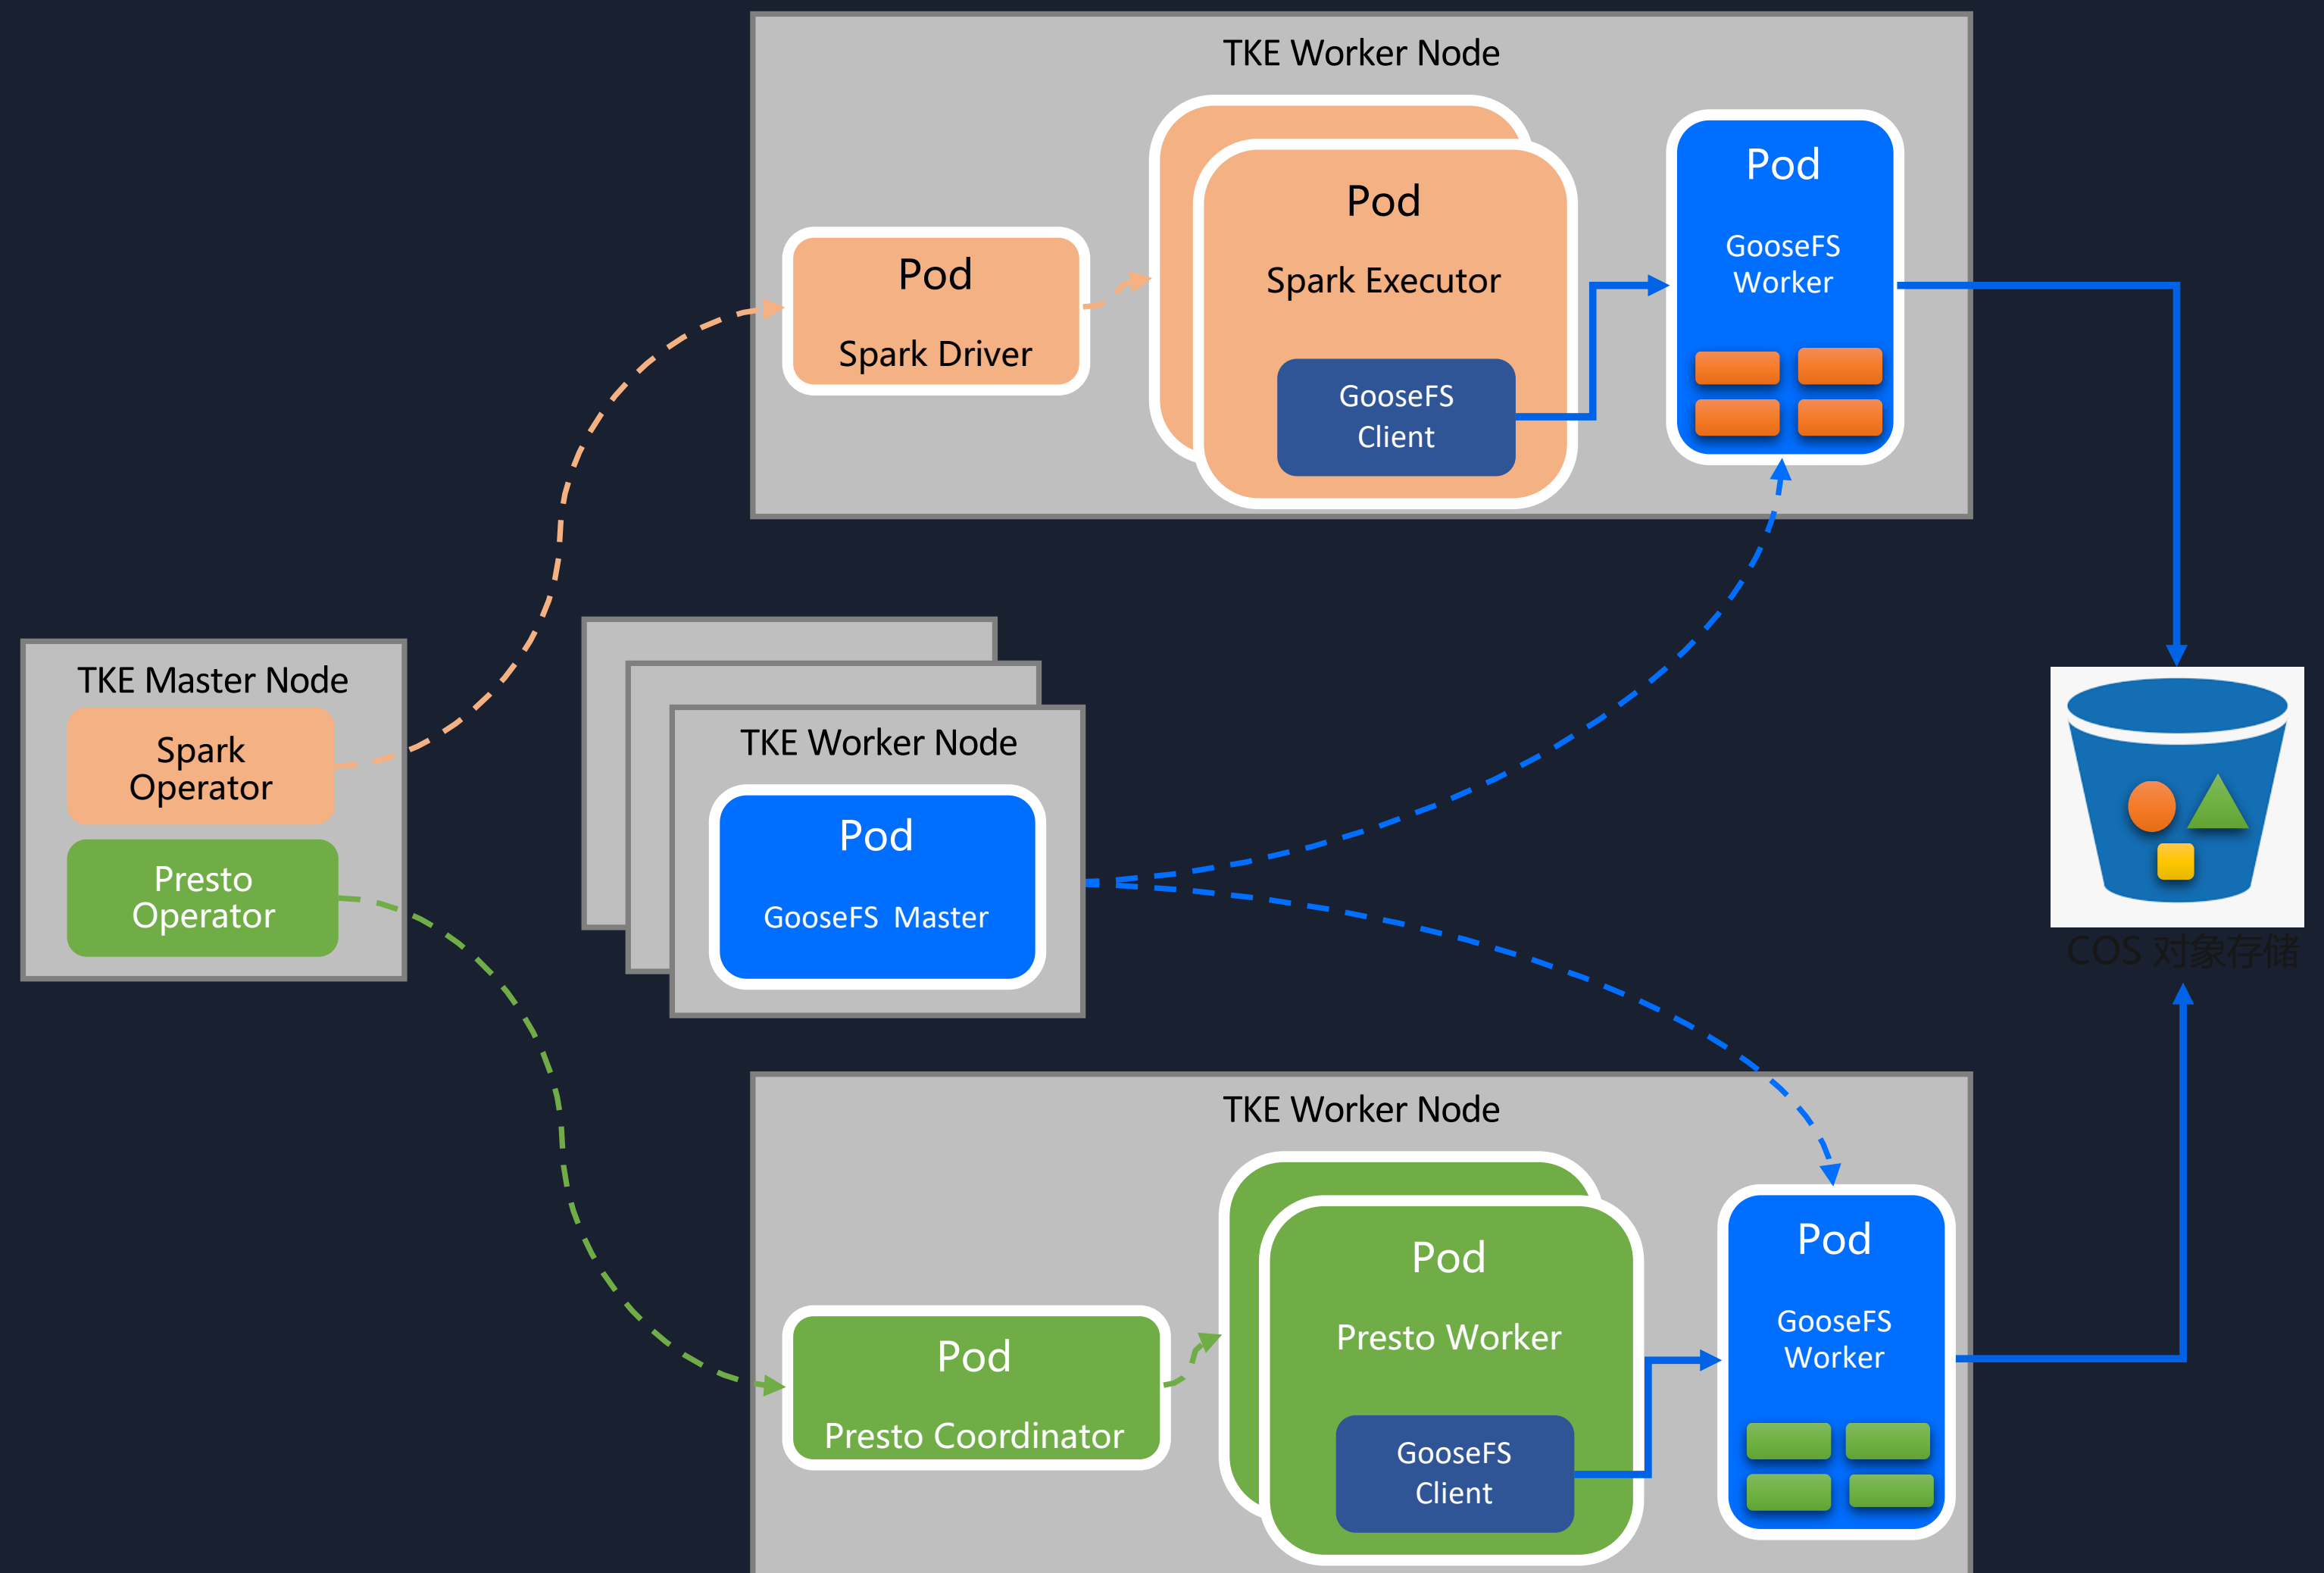 TKE Worker Node
Pod
Spark Driver
Pod
Spark Executor
GooseFS
Client
Pod
GooseFS
Worker
TKE Master Node
Spark
Operator
Presto
Operator
TKE Worker Node
Pod
GooseFS Master
COS 对象存储
TKE Worker Node
Pod
Presto Coordinator
Pod
Presto Worker
GooseFS
Client
Pod
GooseFS
Worker